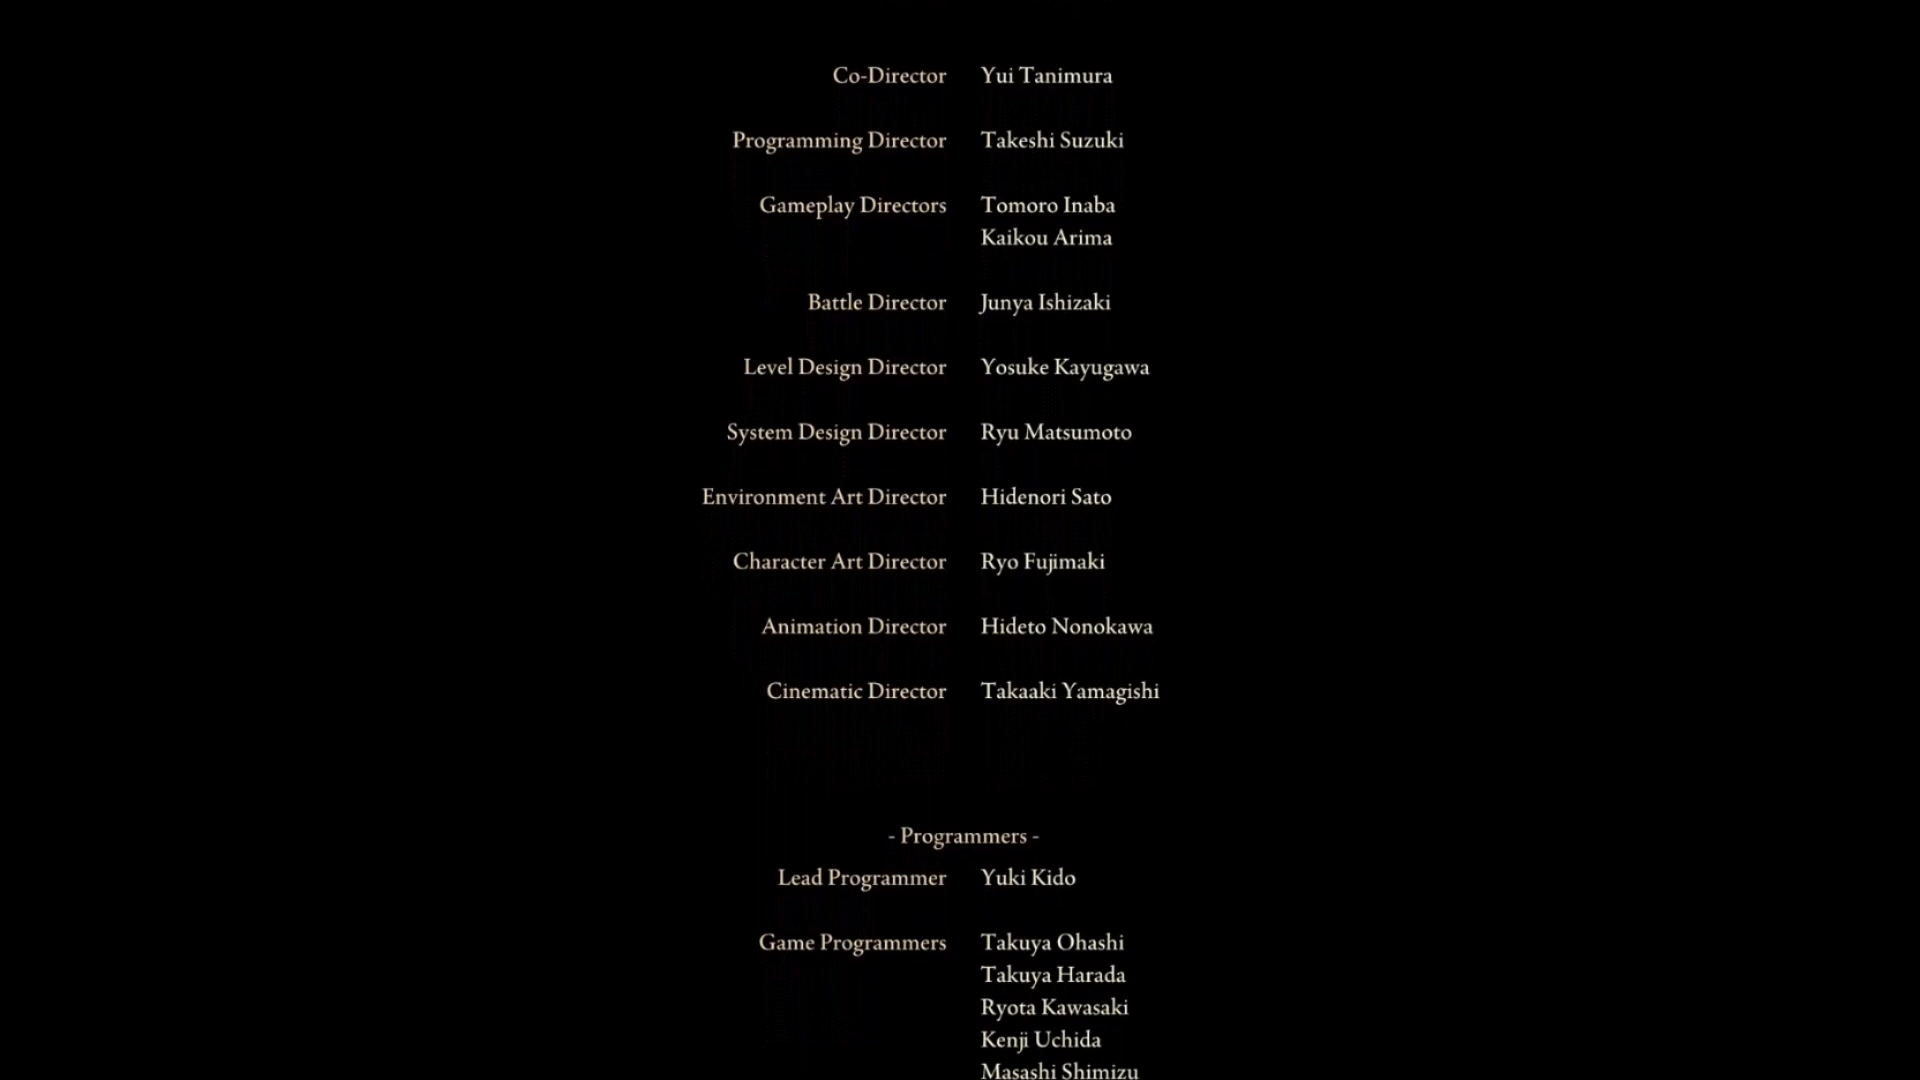 Co-Director Yui Tanimura
Programming Director Takeshi Suzuki
Gameplay Directors Tomoro Inaba
Kaikou Arima
Battle Director Junya Ishizaki
Level Design Director Yosuke Kayugawa
System Design Director Ryu Matsumoto
Environment Art Director Hidenori Sato
Character Art Director Ryo Fujimaki
Animation Director Hideto Nonokawa
Cinematic Director Takaaki Yamagishi
- Programmers -
Lead Programmer Yuki Kido
Game Programmers Takuya Ohashi
Takuya Harada
Ryota Kawasaki
Kenji Uchida
Masashi Shimizu